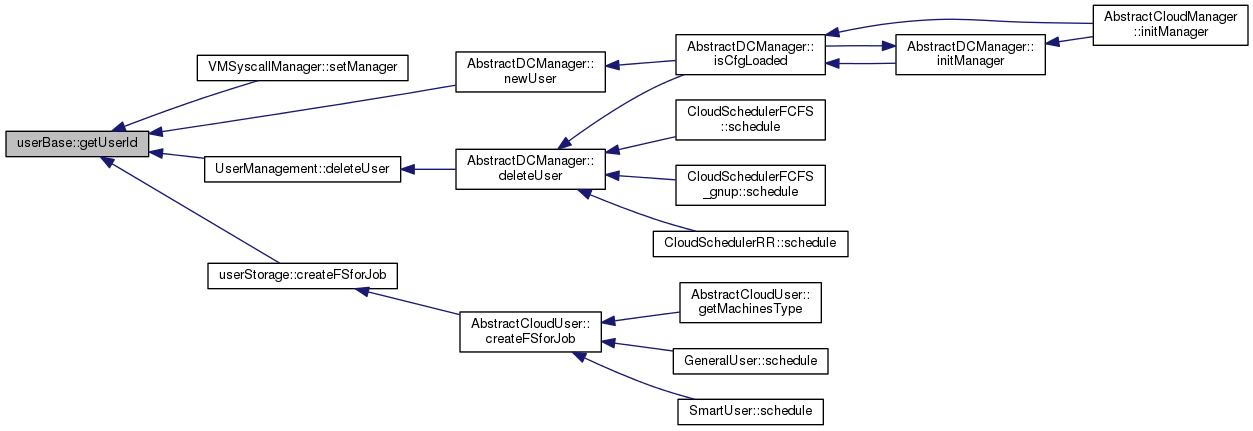 userBase::getUserId
VMSyscallManager::setManager
AbstractDCManager::
newUser
UserManagement::deleteUser
userStorage::createFSforJob
AbstractDCManager::
deleteUser
AbstractCloudUser::
createFSforJob
AbstractDCManager::
isCfgLoaded
CloudSchedulerFCFS
::schedule
CloudSchedulerFCFS
_gnup::schedule
CloudSchedulerRR::schedule
AbstractCloudUser::
getMachinesType
GeneralUser::schedule
SmartUser::schedule
AbstractDCManager::
initManager
AbstractCloudManager
::initManager